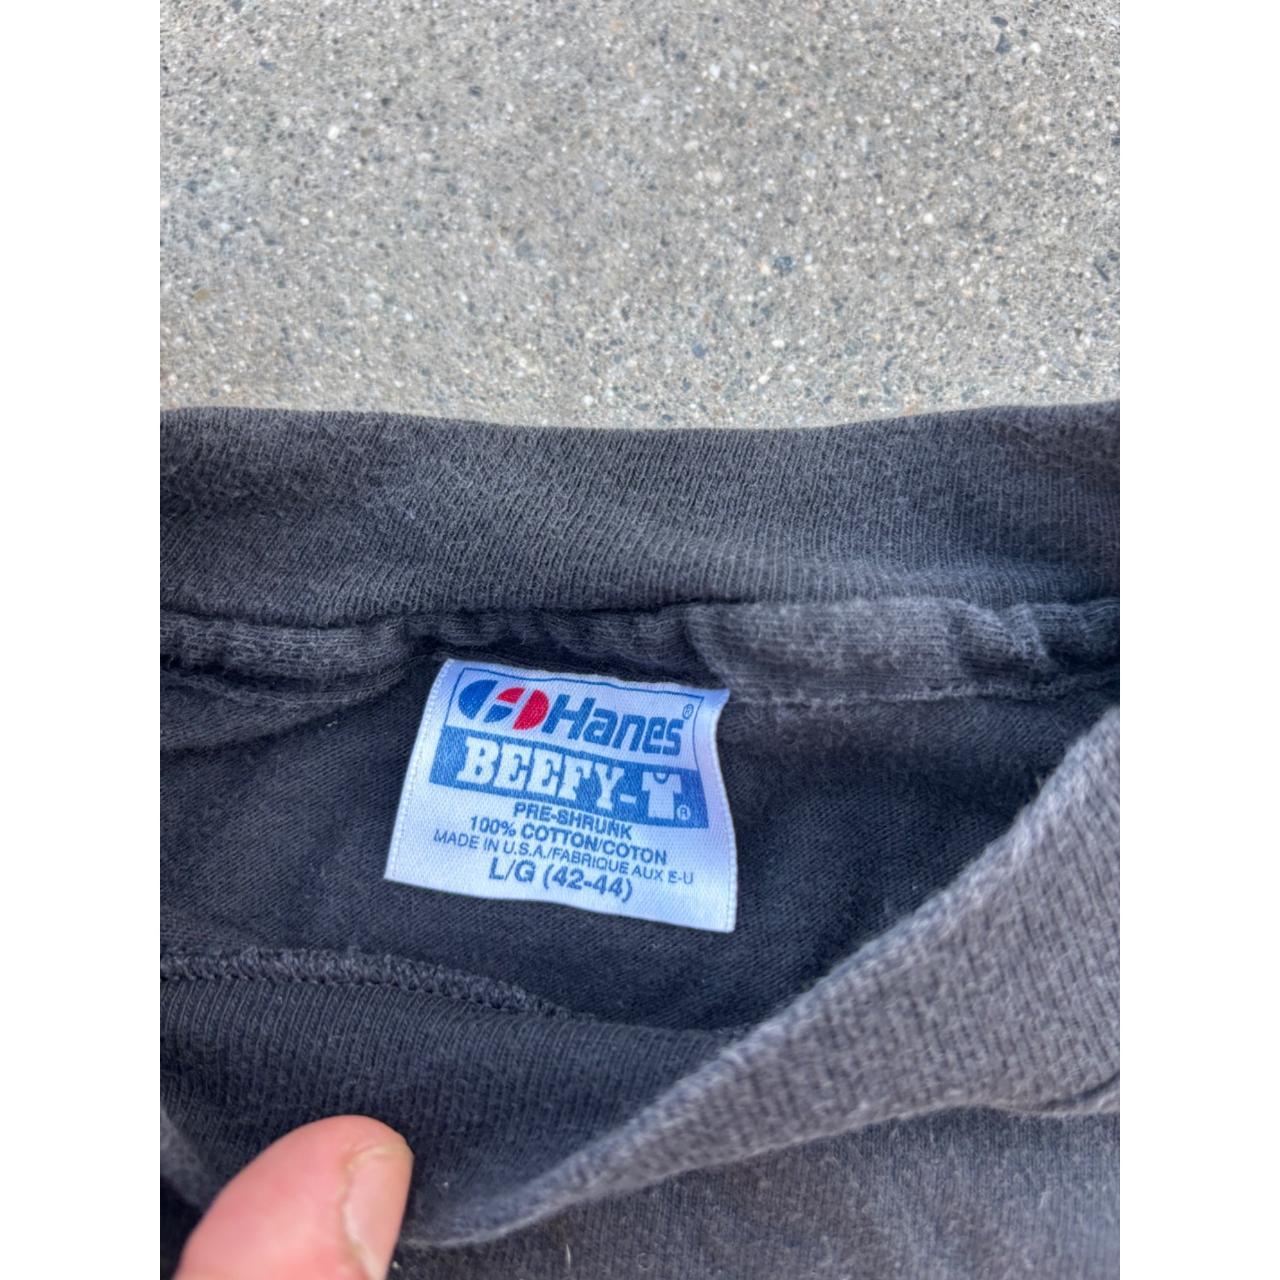 Hanes®
BEEFY-T®
PRE-SHRUNK
100% COTTON/COTON
MADE IN U.S.A./FABRIQUE AUX E-U
L/G (42-44)